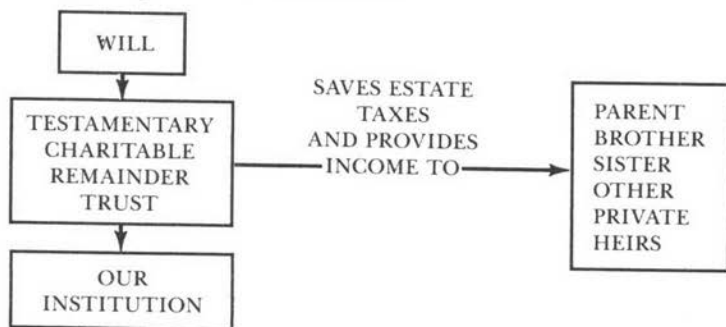 WILL
TESTAMENTARY
CHARITABLE
REMAINDER
TRUST
SAVES ESTATE
TAXES
AND PROVIDES
INCOME TO
PARENT
BROTHER
SISTER
OTHER
PRIVATE
HEIRS
OUR
INSTITUTION